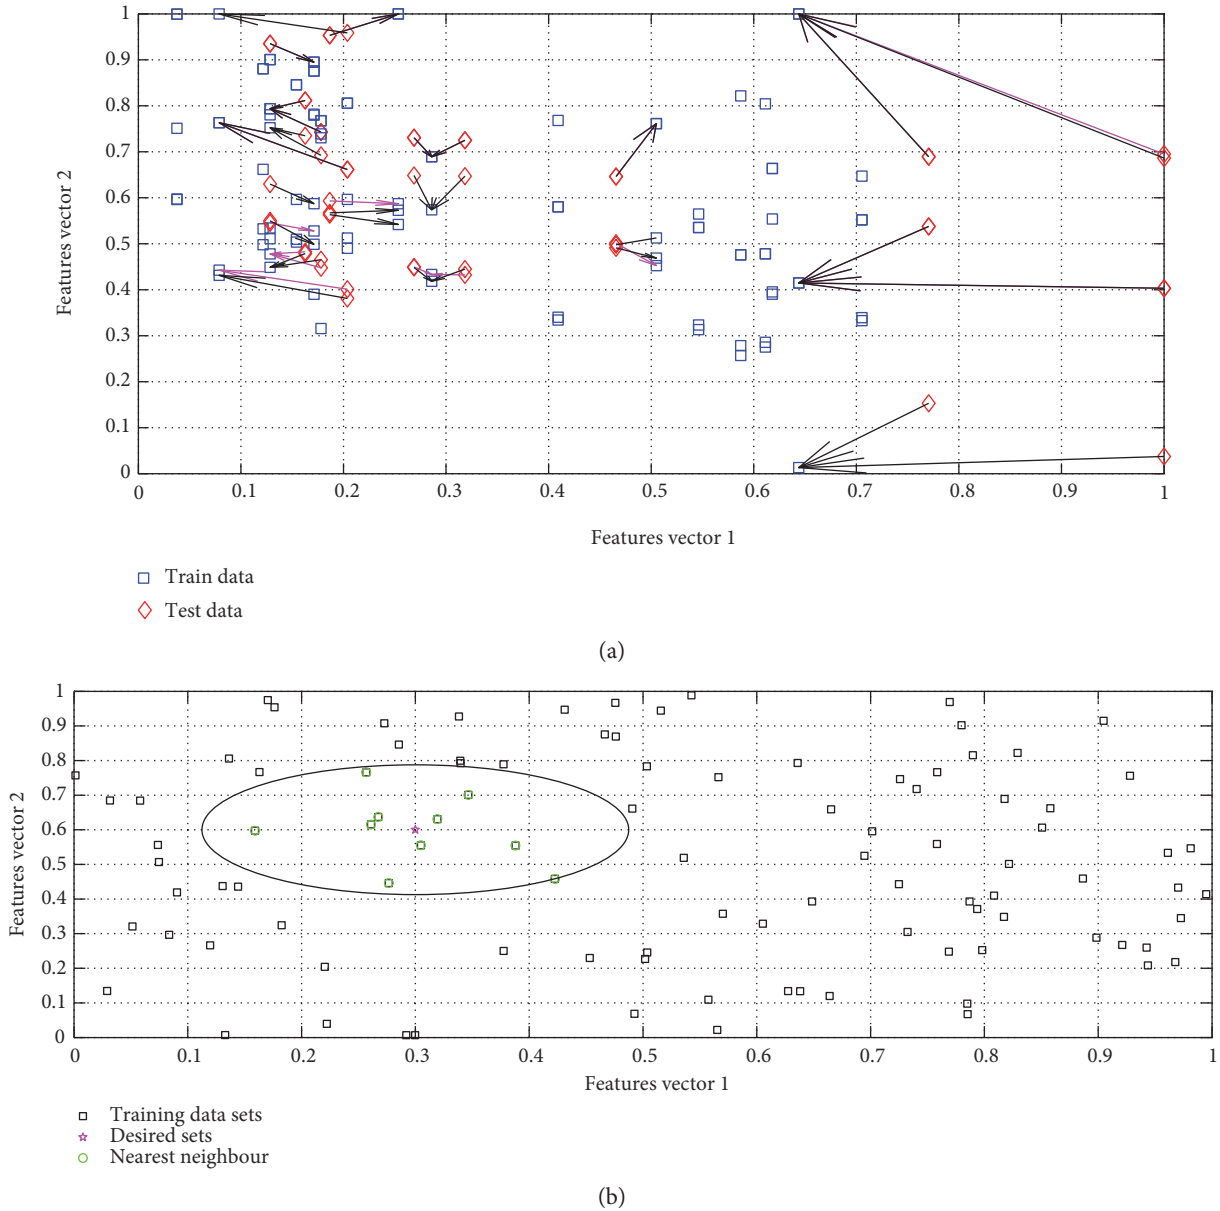 1
0.9
0.8
0.7
0.6
0.5
0.4
0.3
0.2
0.1
0
Features vector 2
0 0.1 0.2 0.3 0.4 0.5 0.6 0.7 0.8 0.9 1
Features vector 1
Train data
Test data
(a)
1
0.9
0.8
0.7
0.6
0.5
0.4
0.3
0.2
0.1
0
Features vector 2
0 0.1 0.2 0.3 0.4 0.5 0.6 0.7 0.8 0.9 1
Features vector 1
Training data sets
Desired sets
Nearest neighbour
(b)